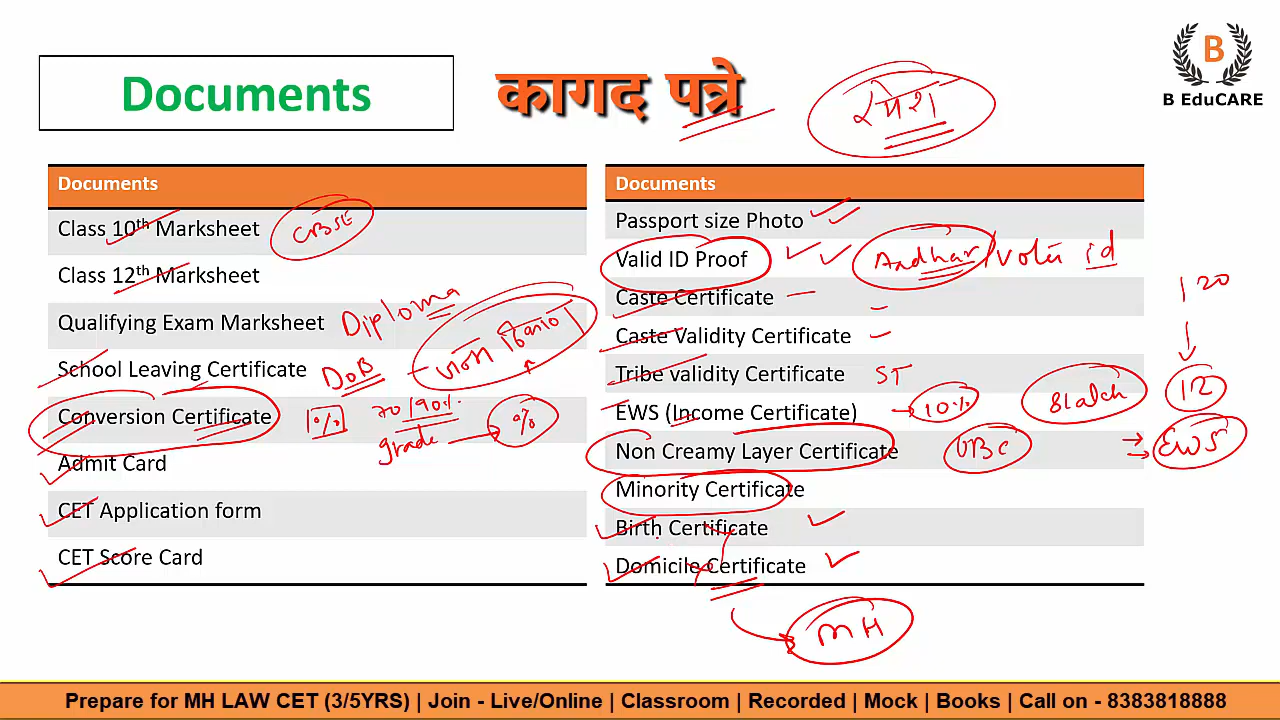 B
B EduCARE
Documents
कागद पत्रे
रमेश
Documents
Class 10th Marksheet CBSE
Class 12th Marksheet
Qualifying Exam Marksheet Diploma
School Leaving Certificate DoB
Conversion Certificate % 70/90% grade %
Admit Card
CET Application form
CET Score Card
Documents
Passport size Photo
Valid ID Proof Aadhar/Voter id
Caste Certificate
Caste Validity Certificate
Tribe validity Certificate ST
EWS (Income Certificate) 10% 8 lakh
Non Creamy Layer Certificate OBC
Minority Certificate
Birth Certificate
Domicile Certificate
MH
120
12
EWS
Prepare for MH LAW CET (3/5YRS) | Join - Live/Online | Classroom | Recorded | Mock | Books | Call on - 8383818888